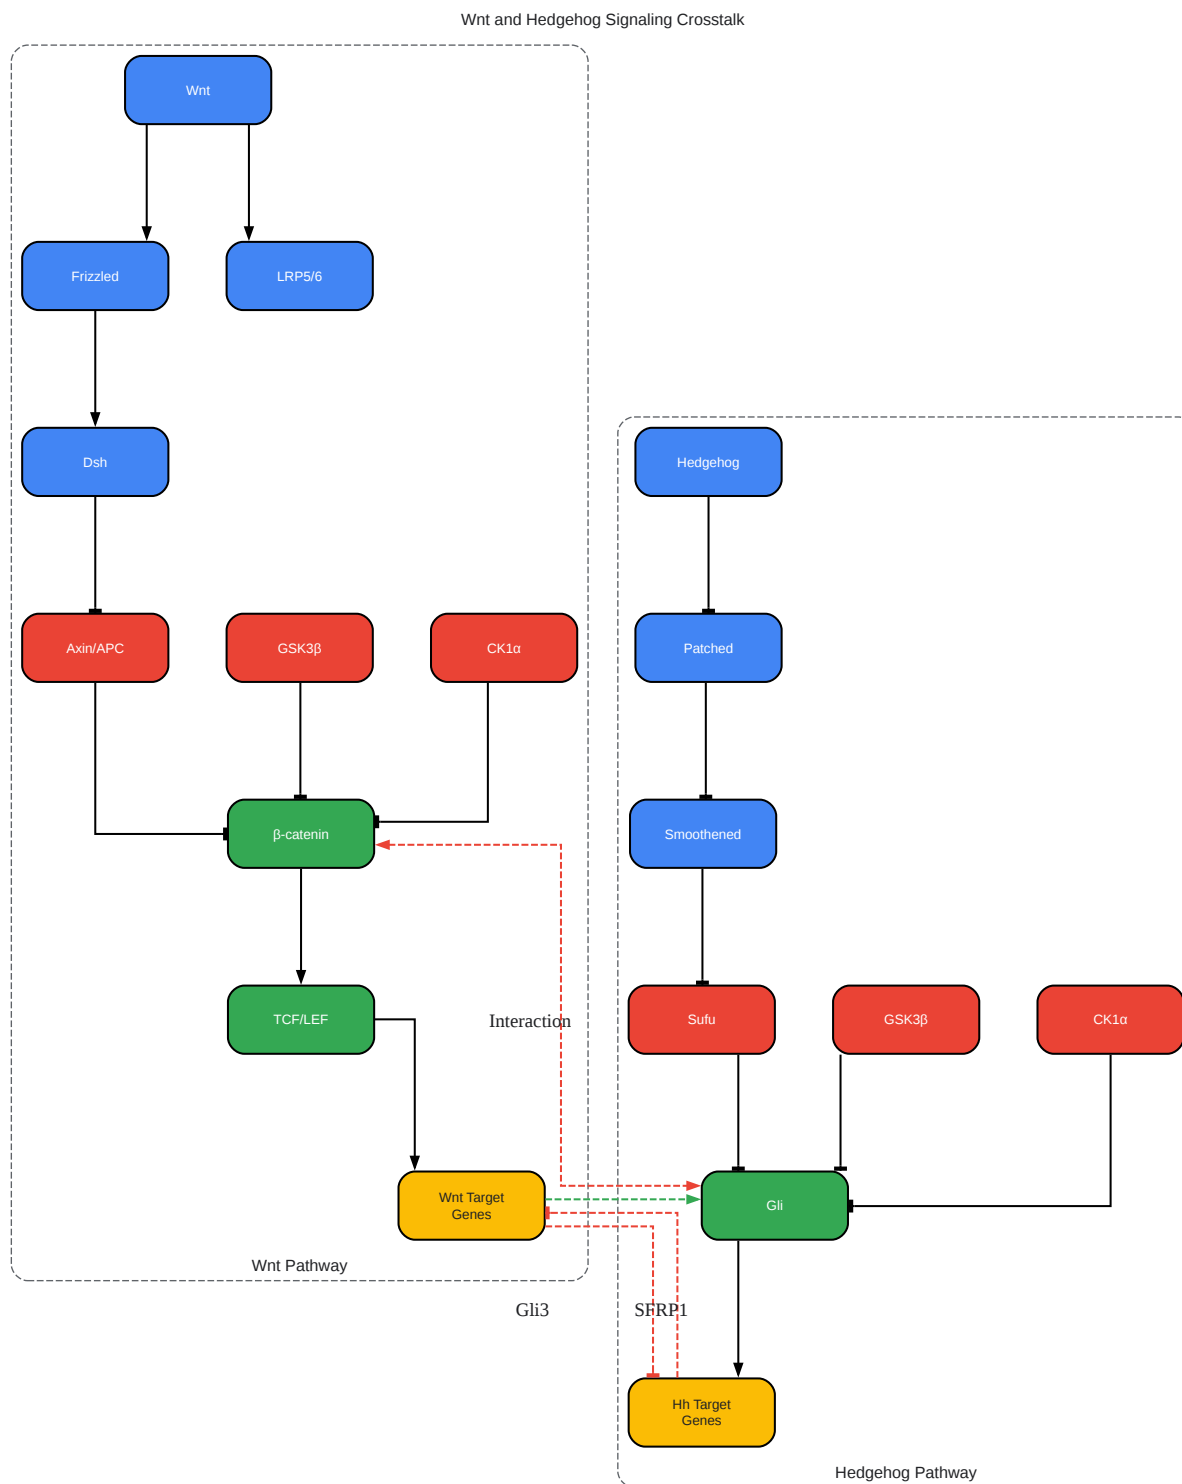 Wnt and Hedgehog Signaling Crosstalk
Wnt
Frizzled
LRP5/6
Dsh
Hedgehog
Axin/APC
GSK3β
CK1α
Patched
β-catenin
Smoothened
TCF/LEF
Interaction
Sufu
GSK3β
CK1α
Wnt Target
Genes
Gli
Wnt Pathway
Gli3
SFRP1
Hh Target
Genes
Hedgehog Pathway